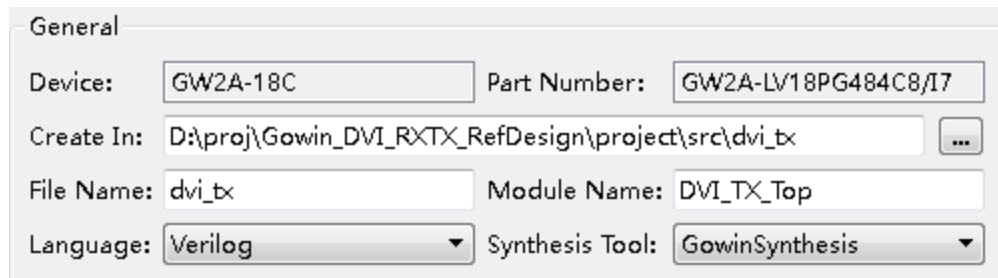 General
Device: GW2A-18C Part Number: GW2A-LV18PG484C8/I7
Create In: D:\proj\Gowin_DVI_RXTX_RefDesign\project\src\dvi_tx ...
File Name: dvi_tx Module Name: DVI_TX_Top
Language: Verilog Synthesis Tool: GowinSynthesis